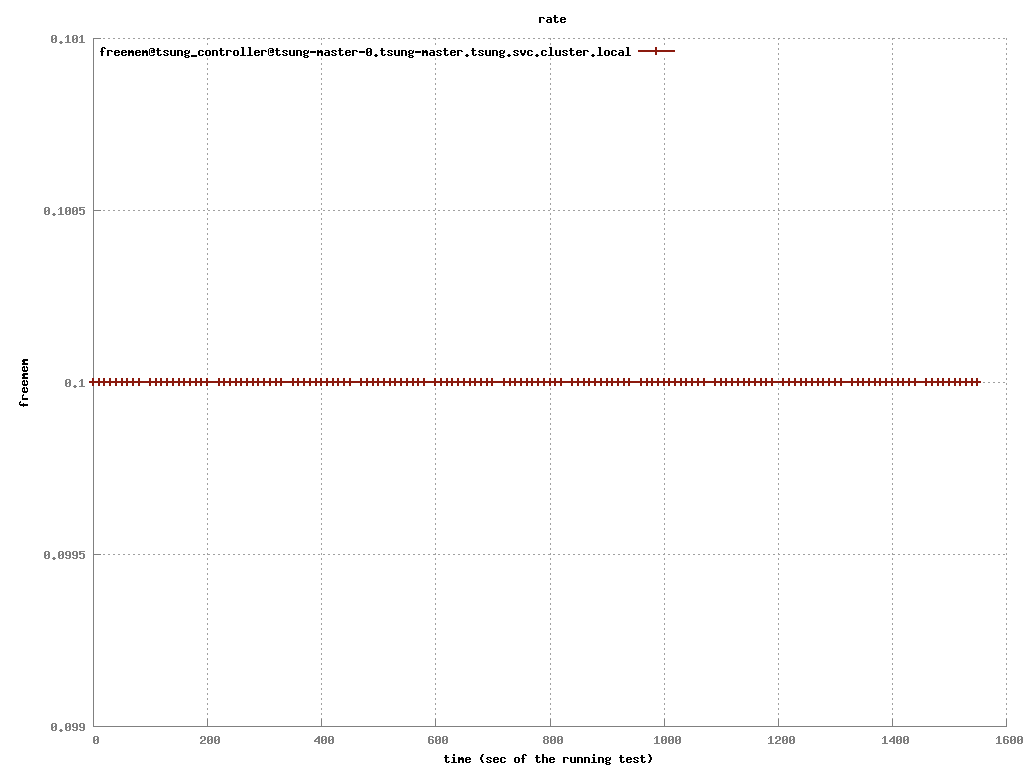 rate
0.101
freemem@tsung_controller@tsung-master-0.tsung-master.tsung.svc.cluster.local
0.1005
freemem
0.1
0.0995
0.099
0 200 400 600 800 1000 1200 1400 1600
time (sec of the running test)